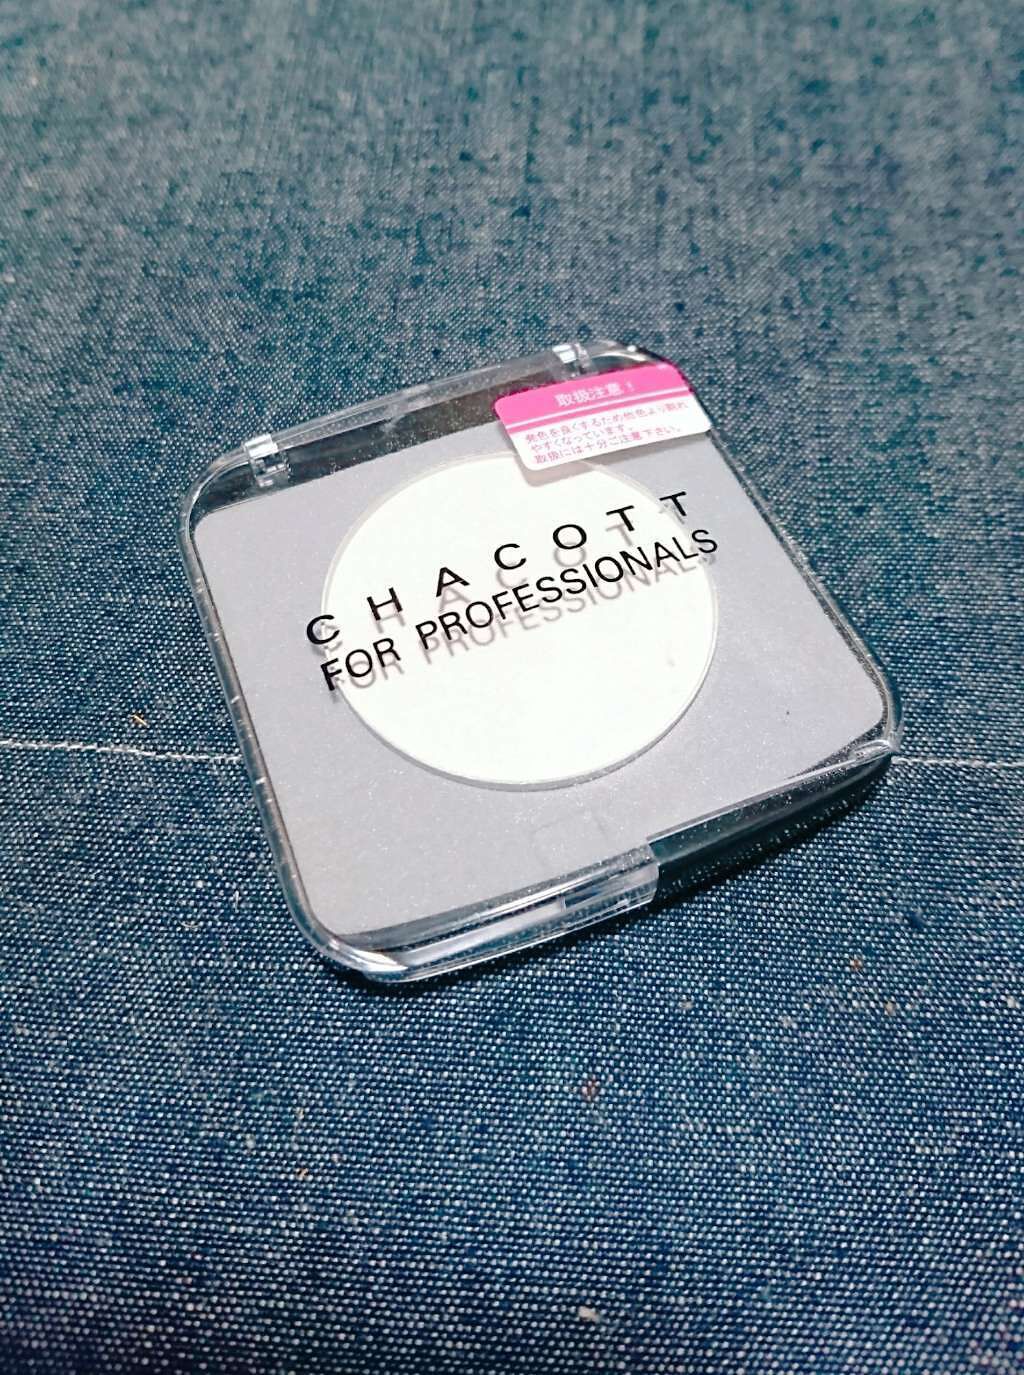 取扱注意！
発色を良くするため他色より割れ
やすくなっています。
取扱には十分ご注意下さい。
CHACOTT
FOR PROFESSIONALS